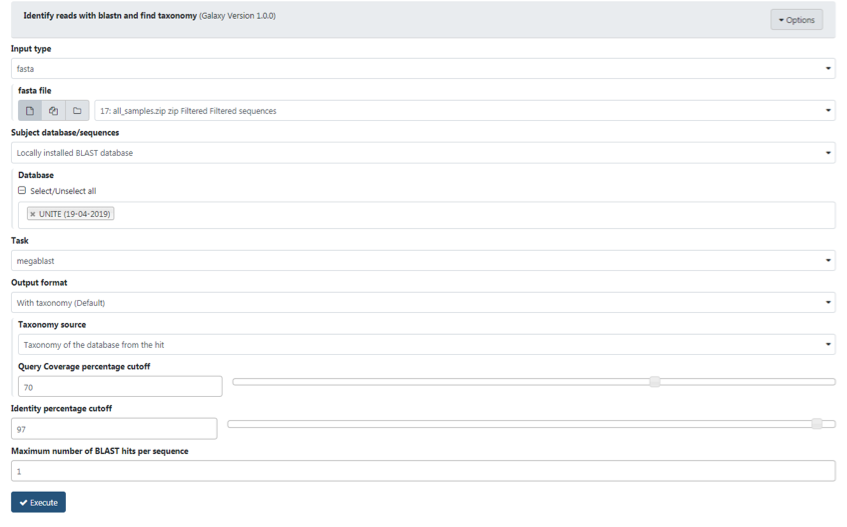 Identify reads with blastn and find taxonomy (Galaxy Version 1.0.0)
Options
Input type
fasta
fasta file
17: all_samples.zip zip Filtered Filtered sequences
Subject database/sequences
Locally installed BLAST database
Database
Select/Unselect all
× UNITE (19-04-2019)
Task
megablast
Output format
With taxonomy (Default)
Taxonomy source
Taxonomy of the database from the hit
Query Coverage percentage cutoff
70
Identity percentage cutoff
97
Maximum number of BLAST hits per sequence
1
Execute